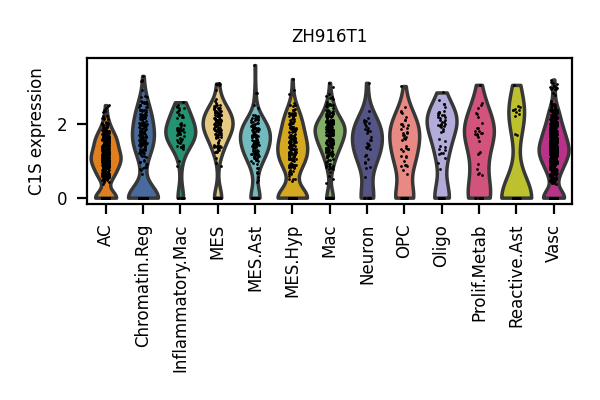 ZH916T1
C1S expression
2
0
AC
Chromatin.Reg
Inflammatory.Mac
MES
MES.Ast
MES.Hyp
Mac
Neuron
OPC
Oligo
Prolif.Metab
Reactive.Ast
Vasc